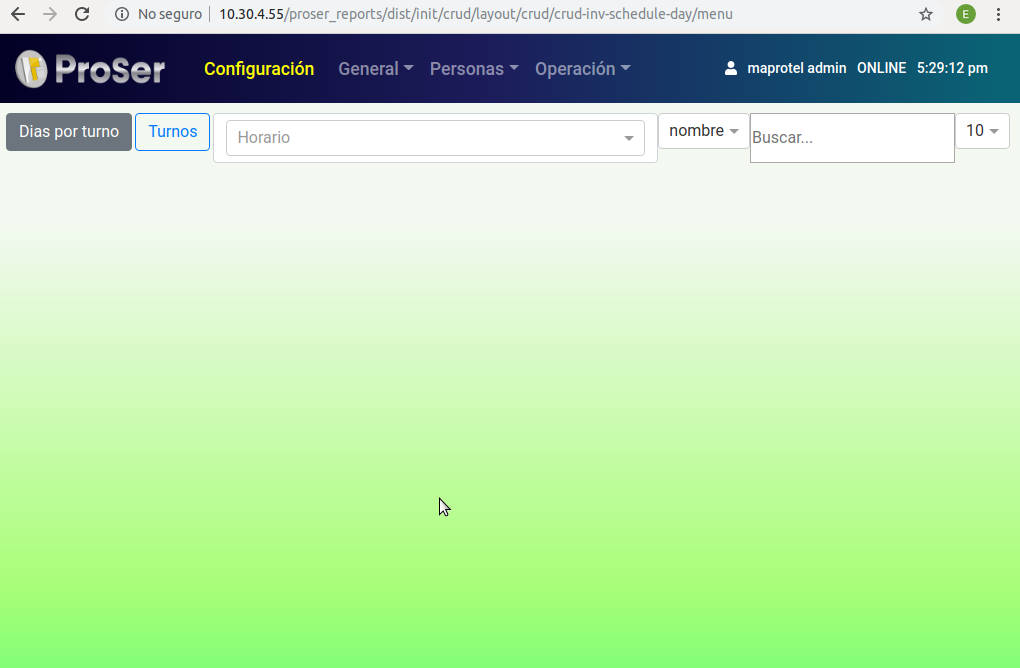 No seguro 10.30.4.55/proser_reports/dist/init/crud/layout/crud/crud-inv-schedule-day/menu E
ProSer Configuración General Personas Operación maprotel admin ONLINE 5:29:12 pm
Dias por turno Turnos Horario nombre Buscar... 10